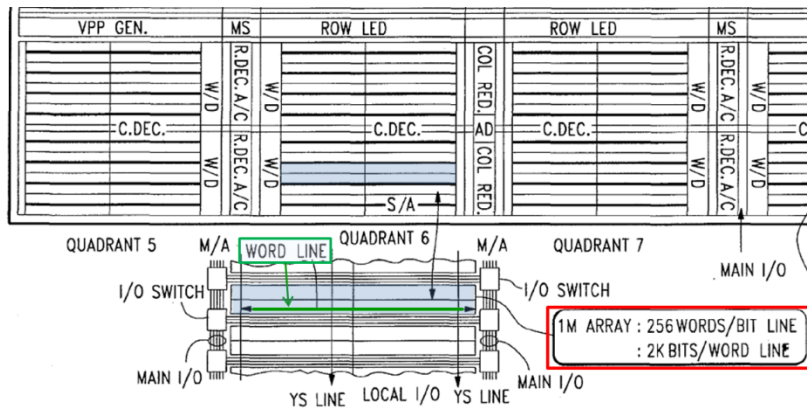 VPP GEN. MS ROW LED ROW LED MS
R.DEC. A/C W/D W/D R.DEC.A/C W/D COL RED. W/D R.DEC. A/C W/D
C.DEC. C.DEC. AD C.DEC. C
W/D R.DEC.A/C W/D COL RED. W/D R.DEC.A/C W/D
S/A
QUADRANT 5 M/A QUADRANT 6 M/A QUADRANT 7
WORD LINE MAIN I/O
I/O SWITCH I/O SWITCH
1M ARRAY : 256 WORDS/BIT LINE
: 2K BITS/WORD LINE
MAIN I/O YS LINE LOCAL I/O YS LINE MAIN I/O